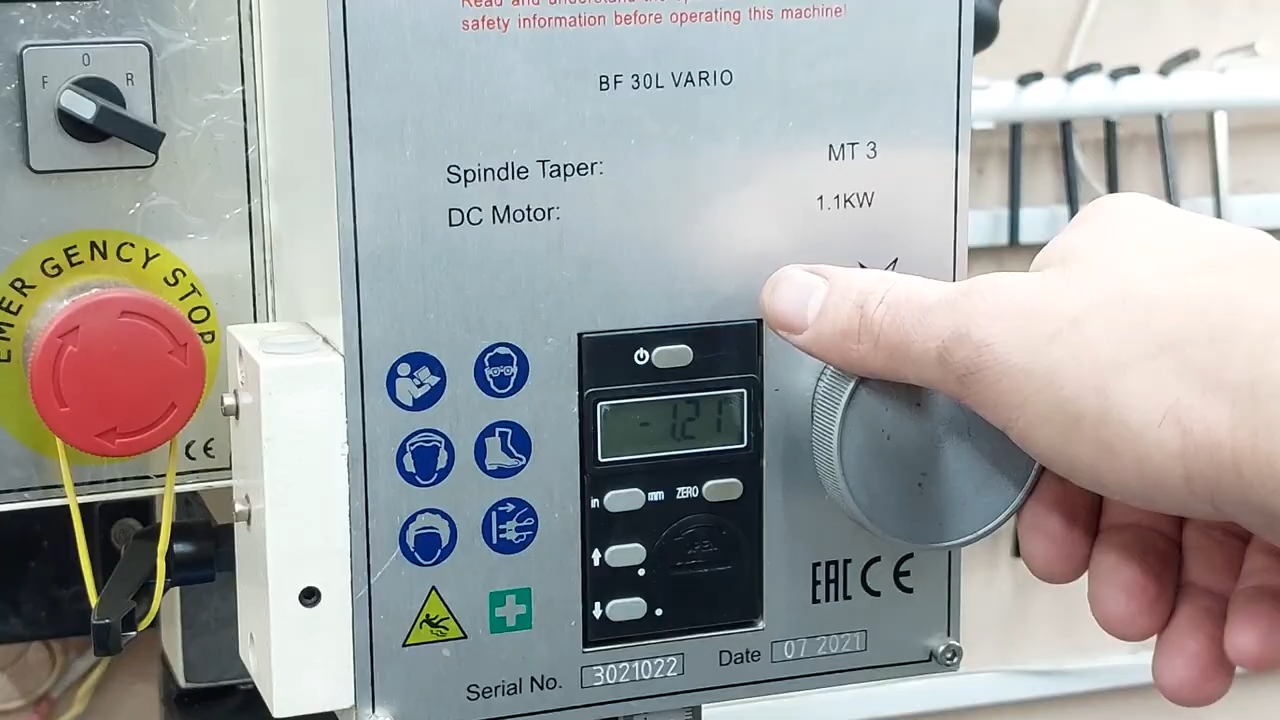 safety information before operating this machine!
BF 30L VARIO
Spindle Taper: MT 3
DC Motor: 1.1KW
F O R
EMERGENCY STOP
CE
-1.21
in mm ZERO
OPEN
EAC CE
Serial No. 3021022 Date 07 2021